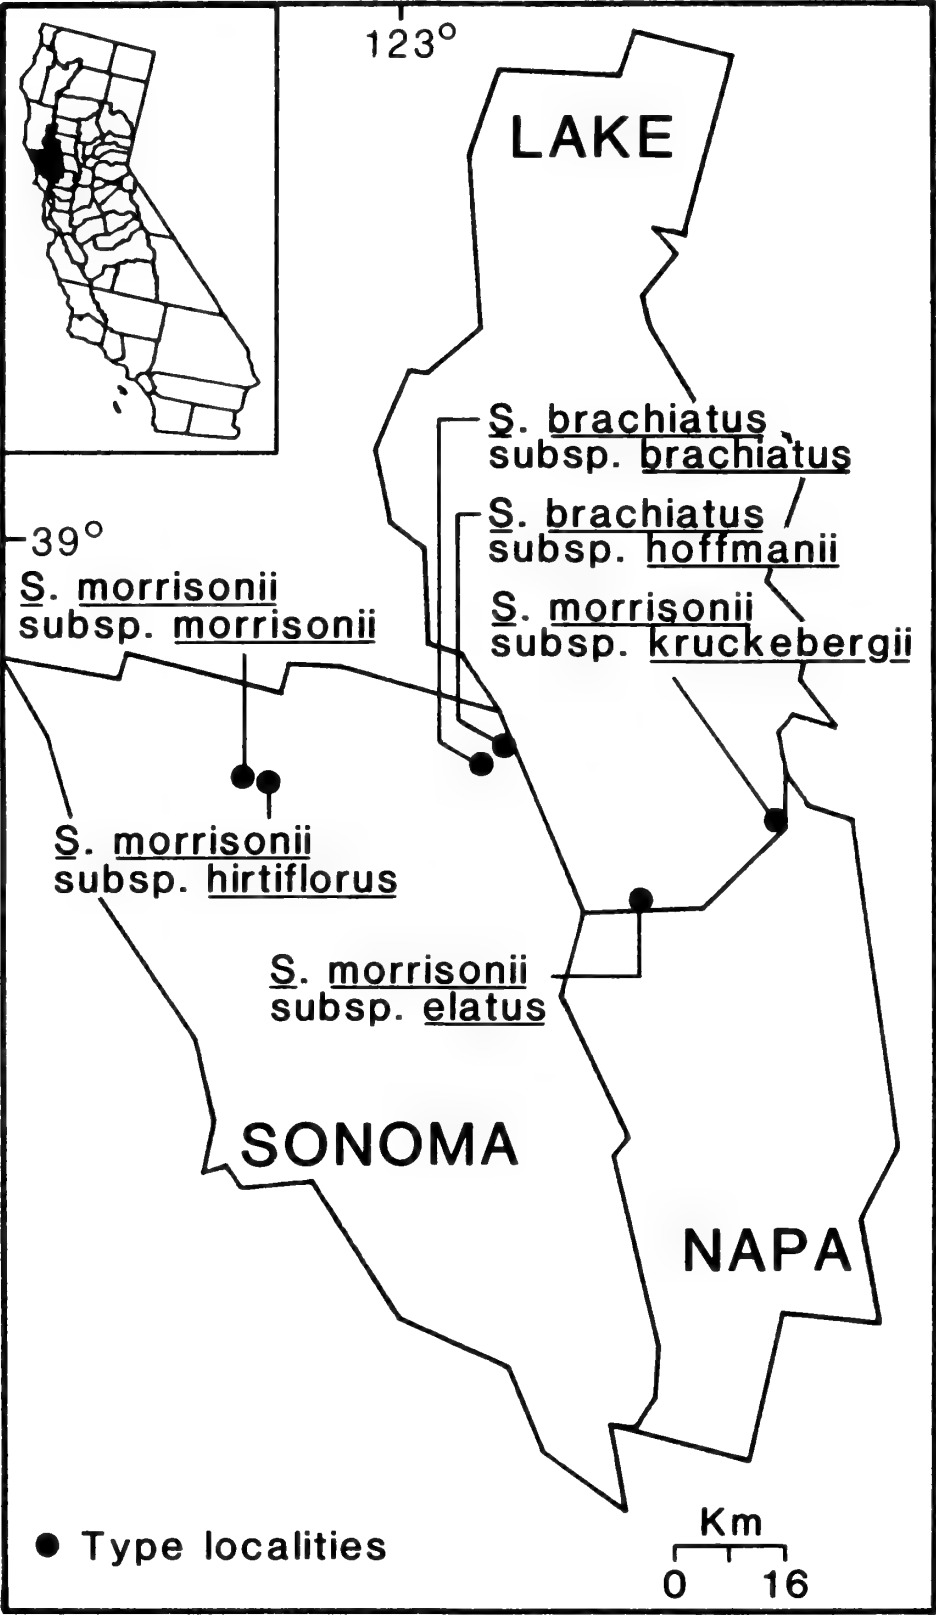 123°
LAKE
S. brachiatus
subsp. brachiatus
S. brachiatus
subsp. hoffmanii
39°
S. morrisonii
subsp. morrisonii
S. morrisonii
subsp. kruckebergii
S. morrisonii
subsp. hirtiflorus
S. morrisonii
subsp. elatus
SONOMA
NAPA
Type localities
Km
0 16